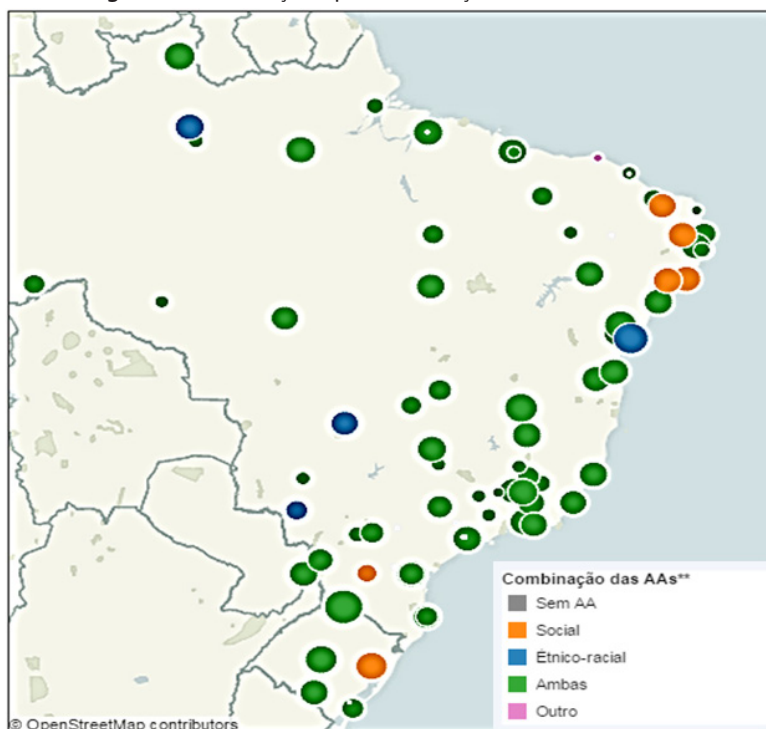 Combinação das AAs**
Sem AA
Social
Étnico-racial
Ambas
Outro
© OpenStreetMap contributors